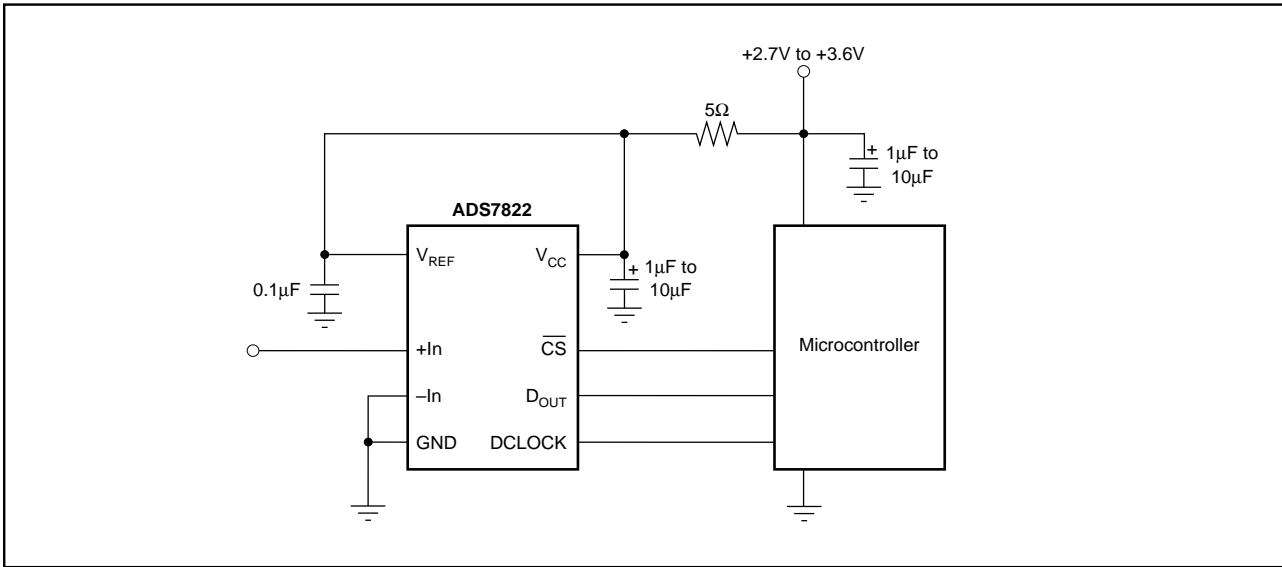 +2.7V to +3.6V
5Ω
+ 1µF to
10µF
ADS7822
VREF
VCC
+ 1µF to
10µF
0.1µF
+In
CS
Microcontroller
–In
DOUT
GND
DCLOCK